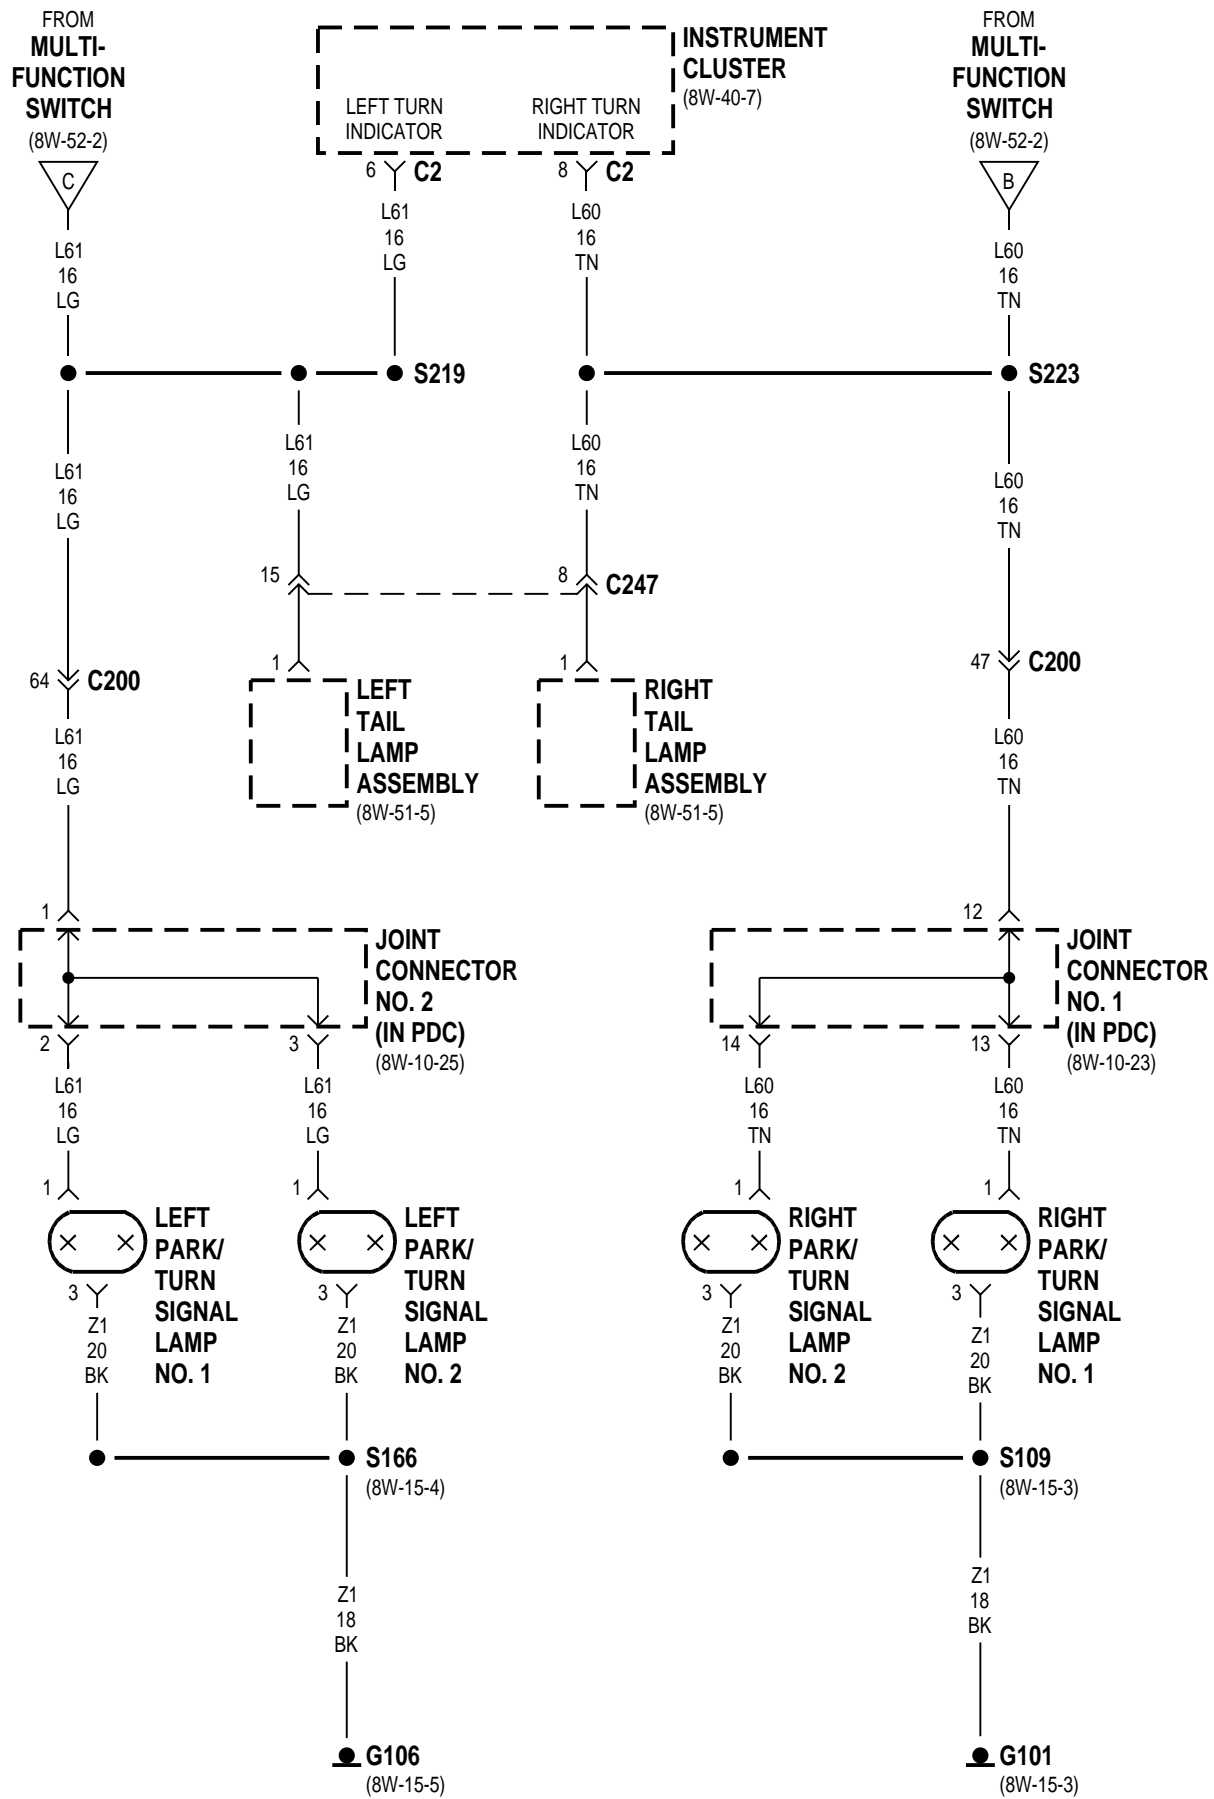 FROM
MULTI-
FUNCTION
SWITCH
(8W-52-2)
C
INSTRUMENT
CLUSTER
(8W-40-7)
LEFT TURN
INDICATOR
RIGHT TURN
INDICATOR
6
C2
8
C2
FROM
MULTI-
FUNCTION
SWITCH
(8W-52-2)
B
L61
16
LG
L61
16
LG
L60
16
TN
L60
16
TN
S219
S223
L61
16
LG
L61
16
LG
L60
16
TN
L60
16
TN
15
8
C247
64
C200
1
LEFT
TAIL
LAMP
ASSEMBLY
(8W-51-5)
1
RIGHT
TAIL
LAMP
ASSEMBLY
(8W-51-5)
47
C200
L61
16
LG
L60
16
TN
1
JOINT
CONNECTOR
NO. 2
(IN PDC)
(8W-10-25)
2
3
12
JOINT
CONNECTOR
NO. 1
(IN PDC)
(8W-10-23)
14
13
L61
16
LG
L61
16
LG
L60
16
TN
L60
16
TN
1
LEFT
PARK/
TURN
SIGNAL
LAMP
NO. 1
3
1
LEFT
PARK/
TURN
SIGNAL
LAMP
NO. 2
3
1
RIGHT
PARK/
TURN
SIGNAL
LAMP
NO. 2
3
1
RIGHT
PARK/
TURN
SIGNAL
LAMP
NO. 1
3
Z1
20
BK
Z1
20
BK
Z1
20
BK
Z1
20
BK
S166
(8W-15-4)
S109
(8W-15-3)
Z1
18
BK
Z1
18
BK
G106
(8W-15-5)
G101
(8W-15-3)